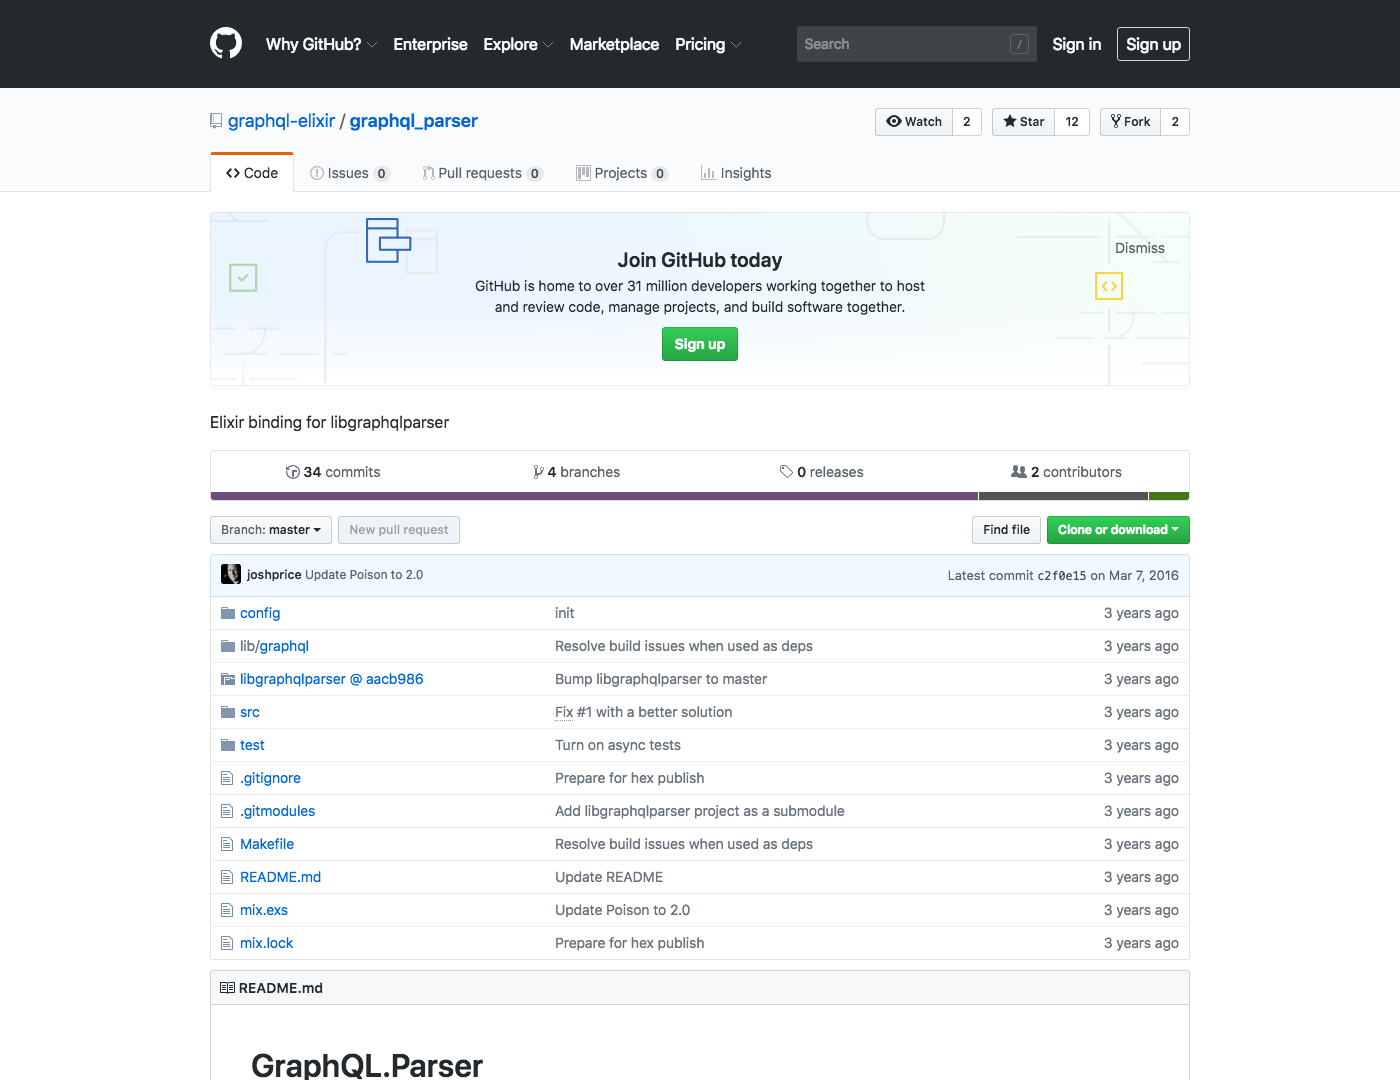 Why GitHub? Enterprise Explore Marketplace Pricing Search / Sign in Sign up
graphql-elixir / graphql_parser Watch 2 Star 12 Fork 2
Code Issues 0 Pull requests 0 Projects 0 Insights
Dismiss
Join GitHub today
GitHub is home to over 31 million developers working together to host
and review code, manage projects, and build software together.
Sign up
Elixir binding for libgraphqlparser
34 commits 4 branches 0 releases 2 contributors
Branch: master New pull request Find file Clone or download
joshprice Update Poison to 2.0 Latest commit c2f0e15 on Mar 7, 2016
config init 3 years ago
lib/graphql Resolve build issues when used as deps 3 years ago
libgraphqlparser @ aacb986 Bump libgraphqlparser to master 3 years ago
src Fix #1 with a better solution 3 years ago
test Turn on async tests 3 years ago
.gitignore Prepare for hex publish 3 years ago
.gitmodules Add libgraphqlparser project as a submodule 3 years ago
Makefile Resolve build issues when used as deps 3 years ago
README.md Update README 3 years ago
mix.exs Update Poison to 2.0 3 years ago
mix.lock Prepare for hex publish 3 years ago
README.md
GraphQL.Parser